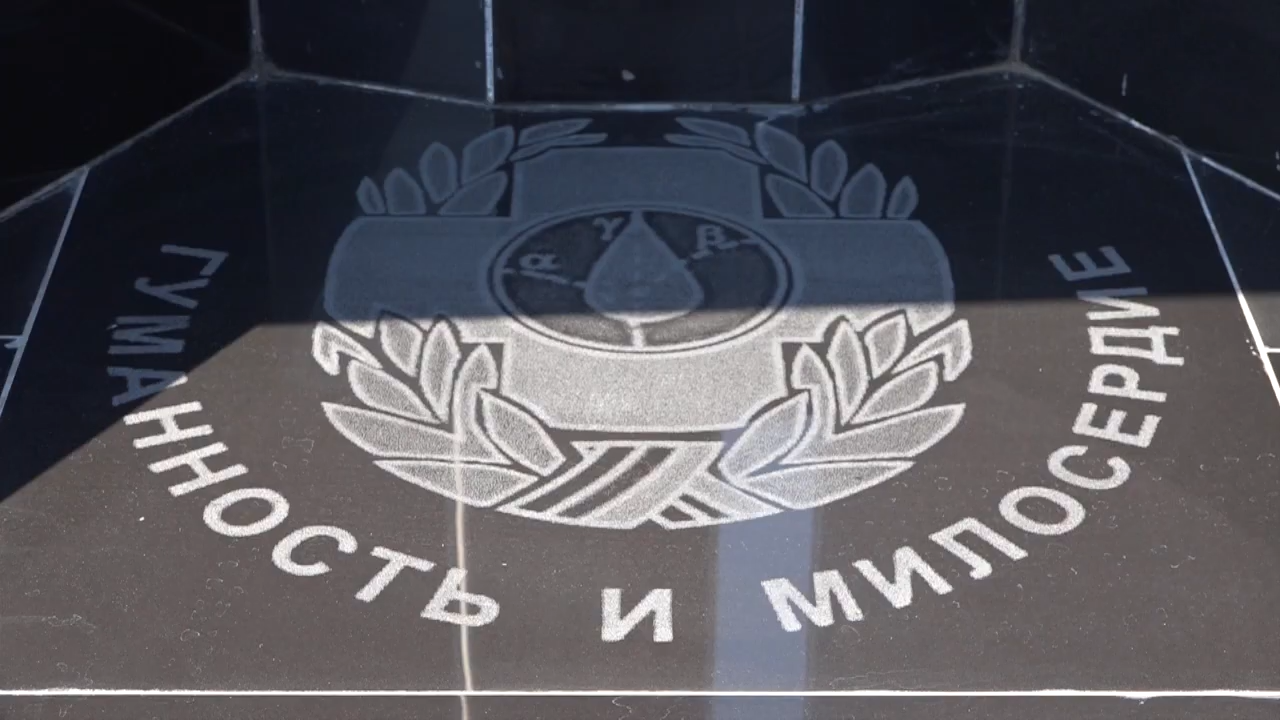 α γ β
ГУМАННОСТЬ И МИЛОСЕРДИЕ